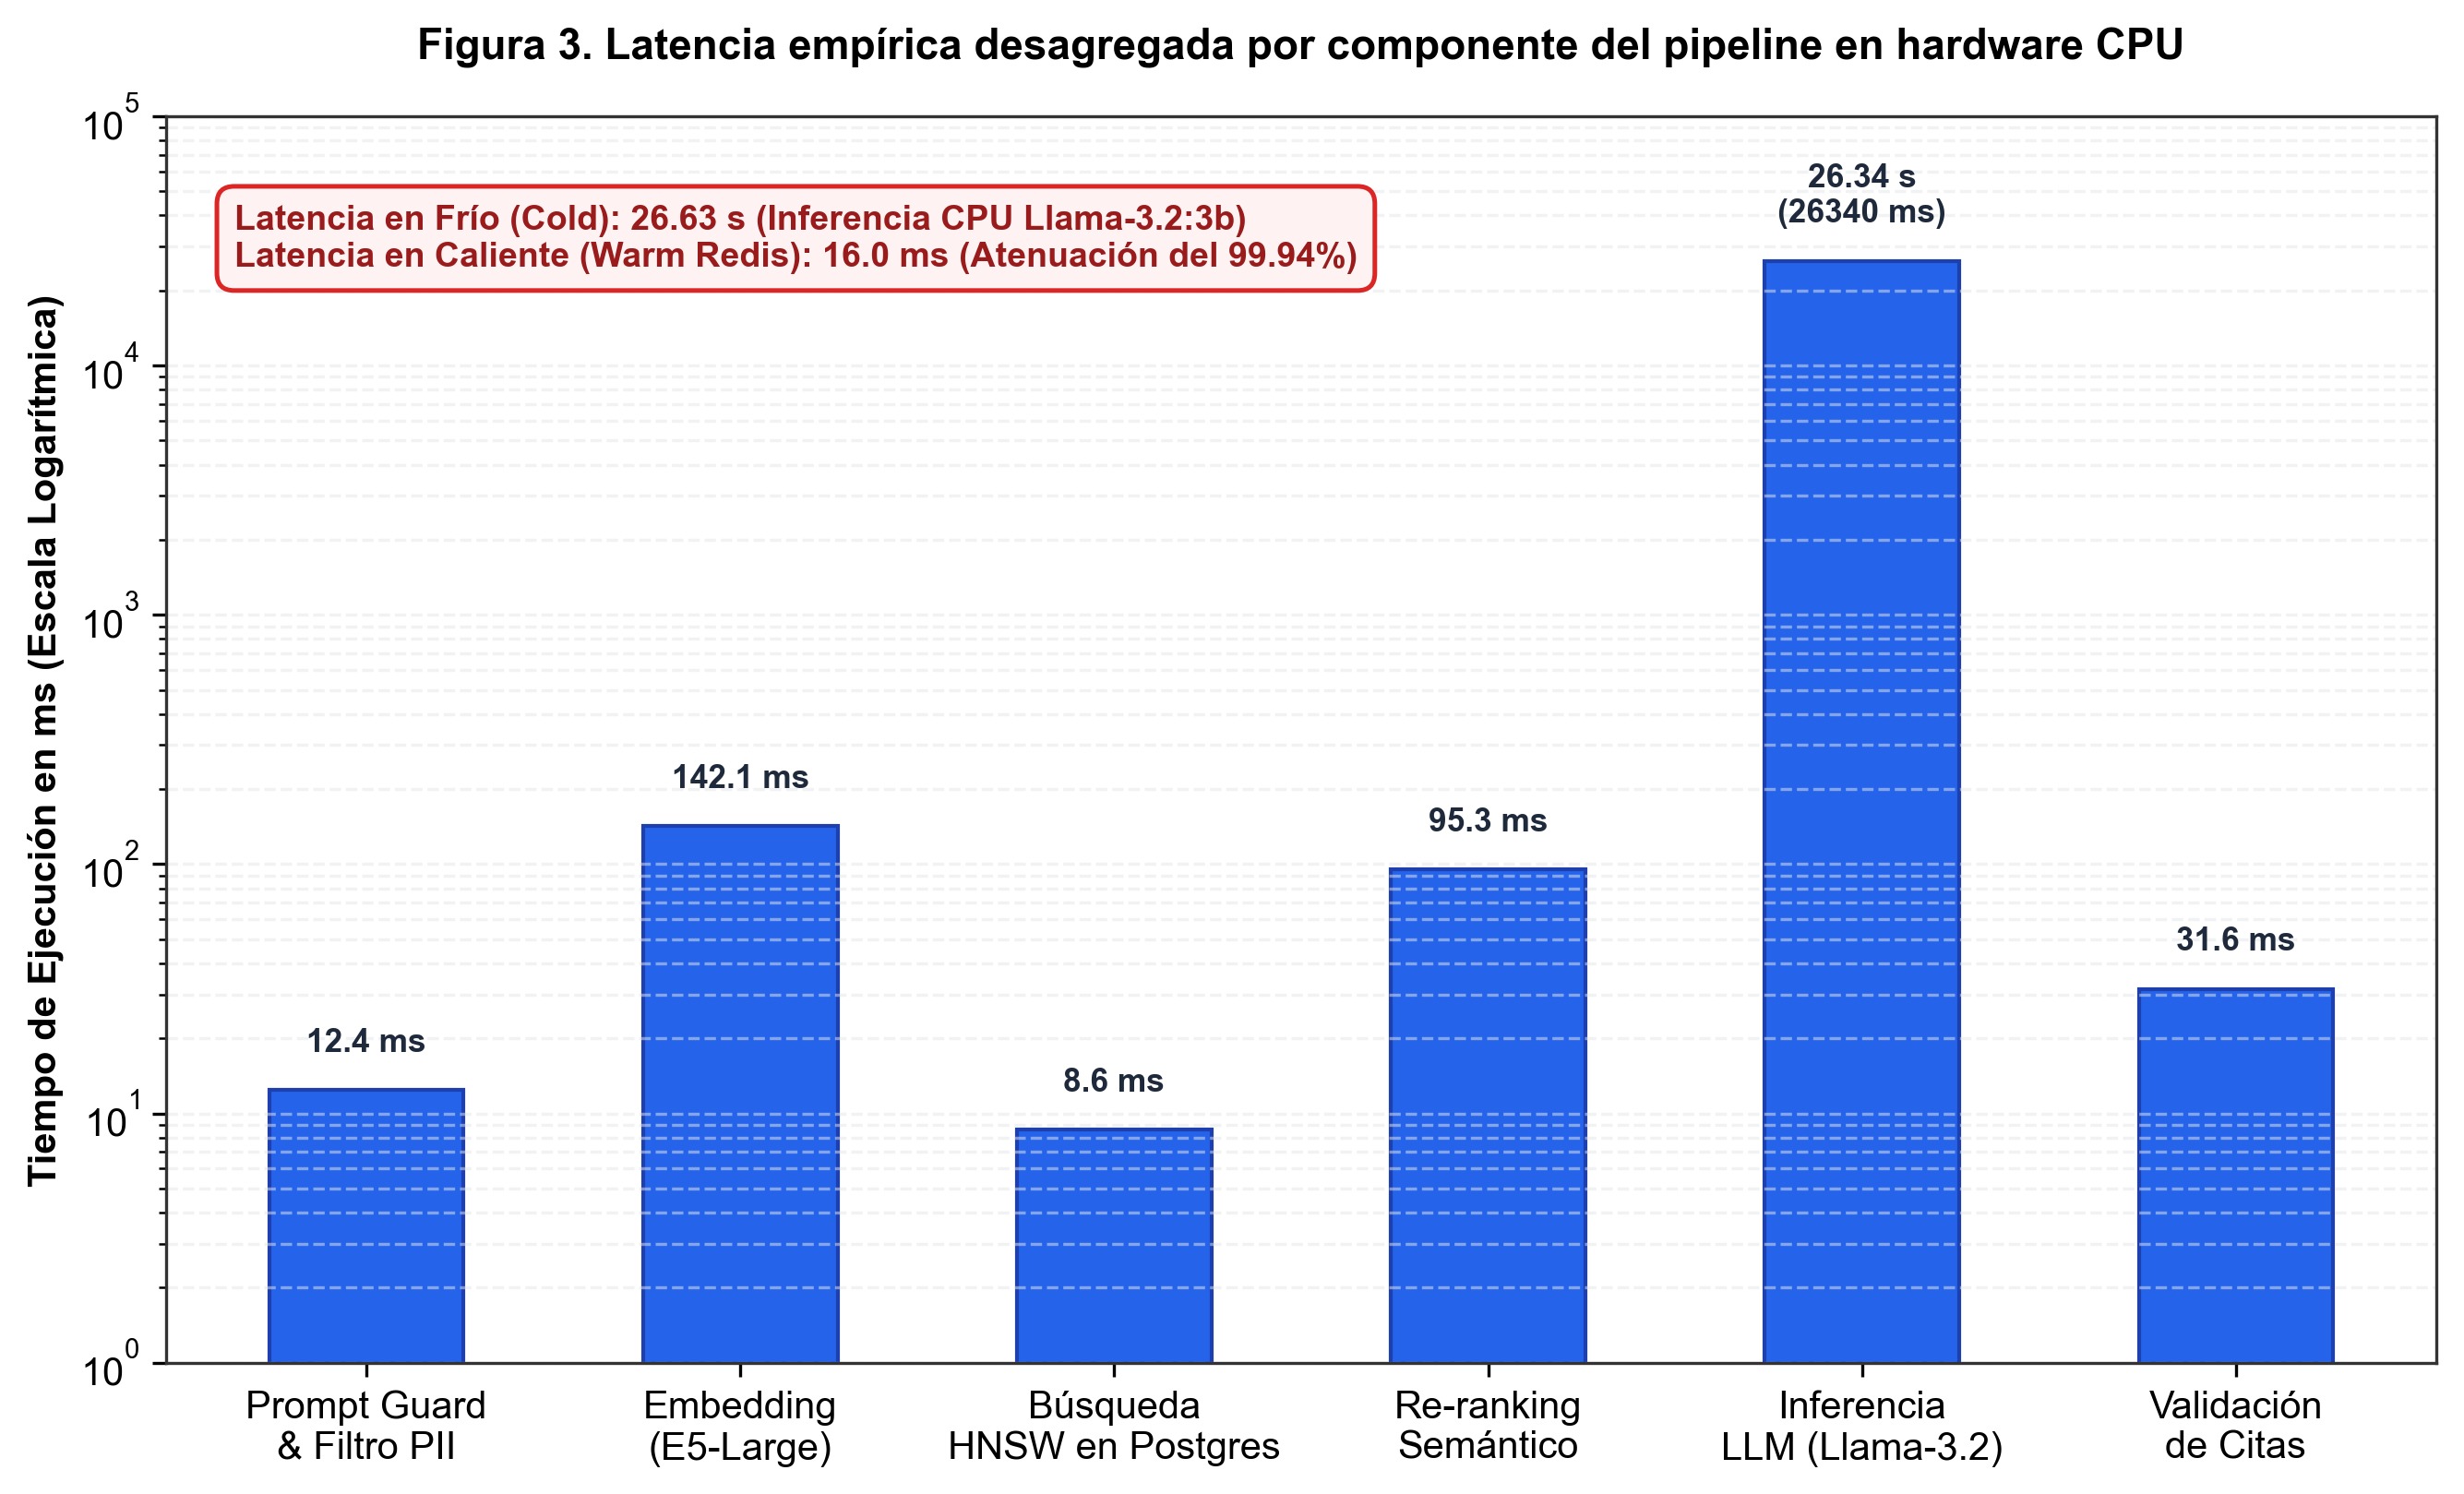 Figura 3. Latencia empírica desagregada por componente del pipeline en hardware CPU
Tiempo de Ejecución en ms (Escala Logarítmica)
10^5
10^4
10^3
10^2
10^1
10^0
Latencia en Frío (Cold): 26.63 s (Inferencia CPU Llama-3.2:3b)
Latencia en Caliente (Warm Redis): 16.0 ms (Atenuación del 99.94%)
12.4 ms
142.1 ms
8.6 ms
95.3 ms
26.34 s
(26340 ms)
31.6 ms
Prompt Guard
& Filtro PII
Embedding
(E5-Large)
Búsqueda
HNSW en Postgres
Re-ranking
Semántico
Inferencia
LLM (Llama-3.2)
Validación
de Citas